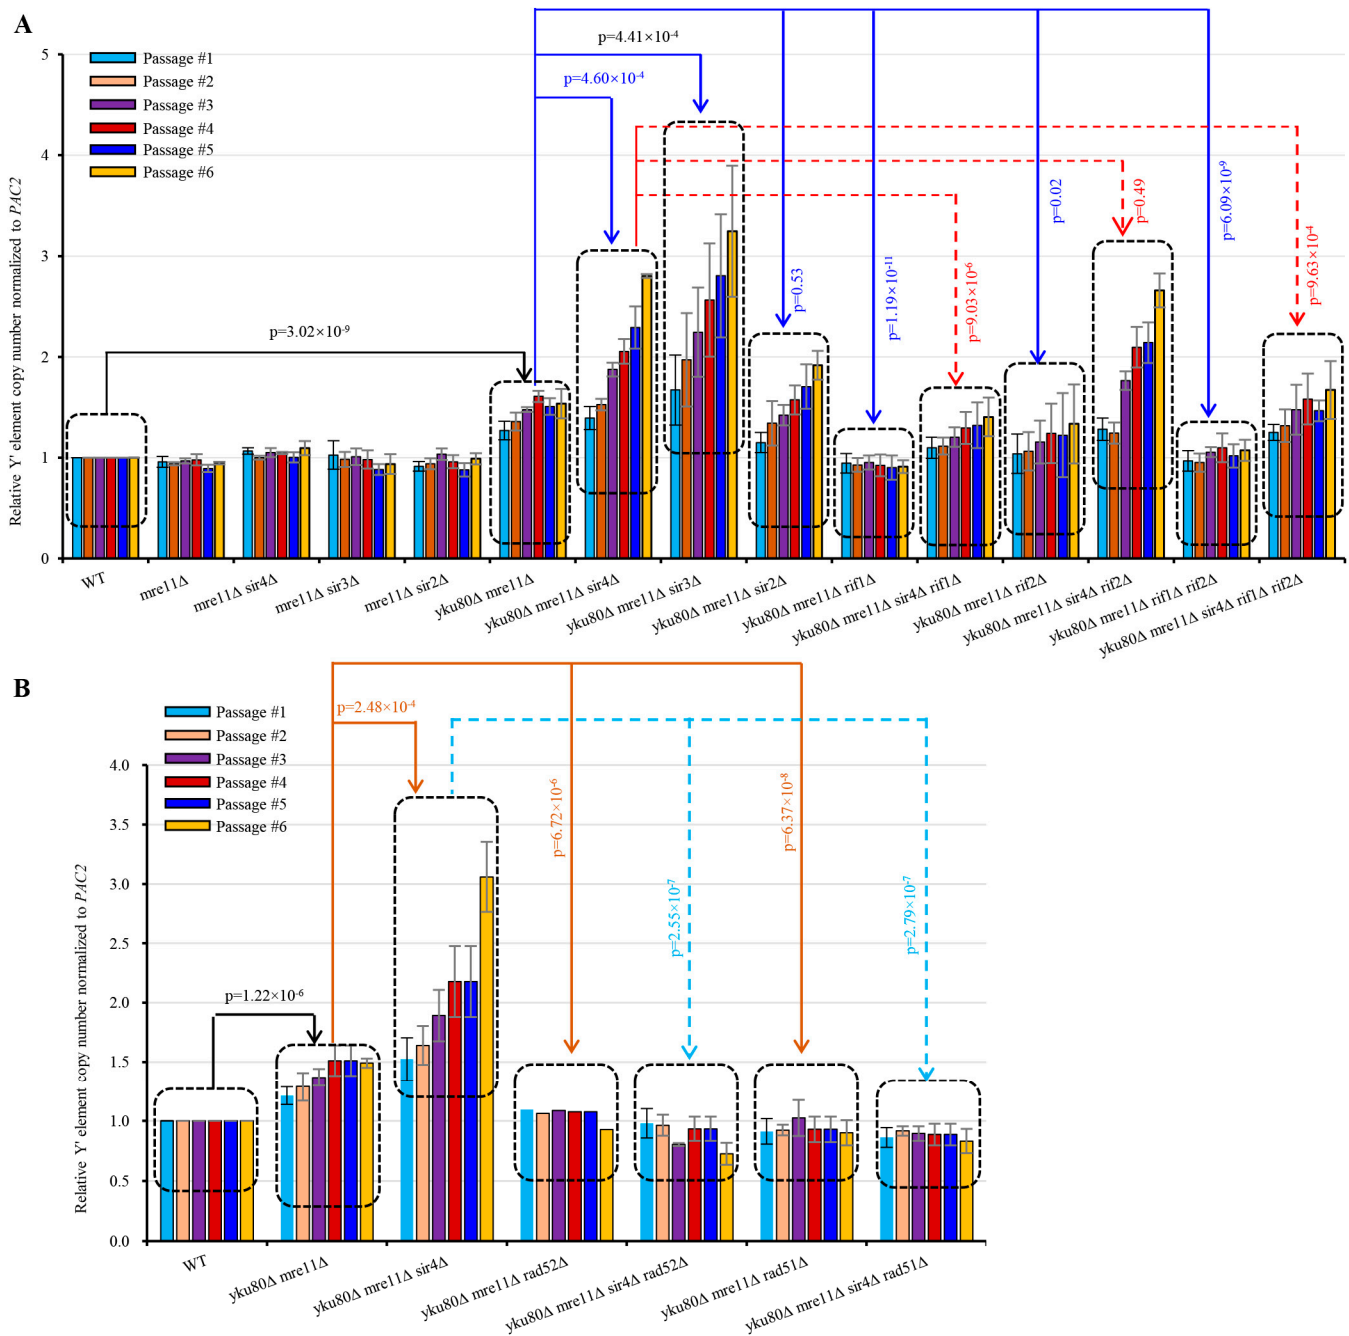 A
p=4.41×10-4
p=4.60×10-4
5
4
3
2
1
0
Relative Y' element copy number normalized to PAC2
Passage #1
Passage #2
Passage #3
Passage #4
Passage #5
Passage #6
p=3.02×10-9
p=0.53
p=1.19×10-11
p=9.03×10-6
p=0.02
p=0.49
p=6.09×10-9
p=9.63×10-4
WT
mre11Δ
mre11Δ sir4Δ
mre11Δ sir3Δ
mre11Δ sir2Δ
yku80Δ mre11Δ
yku80Δ mre11Δ sir4Δ
yku80Δ mre11Δ sir3Δ
yku80Δ mre11Δ sir2Δ
yku80Δ mre11Δ rif1Δ
yku80Δ mre11Δ sir4Δ rif1Δ
yku80Δ mre11Δ rif2Δ
yku80Δ mre11Δ sir4Δ rif2Δ
yku80Δ mre11Δ rif1Δ rif2Δ
yku80Δ mre11Δ sir4Δ rif1Δ rif2Δ
B
Passage #1
Passage #2
Passage #3
Passage #4
Passage #5
Passage #6
p=2.48×10-4
4.0
3.5
3.0
2.5
2.0
1.5
1.0
0.5
0.0
Relative Y' element copy number normalized to PAC2
p=1.22×10-6
p=6.72×10-6
p=2.55×10-7
p=6.37×10-8
p=2.79×10-7
WT
yku80Δ mre11Δ
yku80Δ mre11Δ sir4Δ
yku80Δ mre11Δ rad52Δ
yku80Δ mre11Δ sir4Δ rad52Δ
yku80Δ mre11Δ rad51Δ
yku80Δ mre11Δ sir4Δ rad51Δ